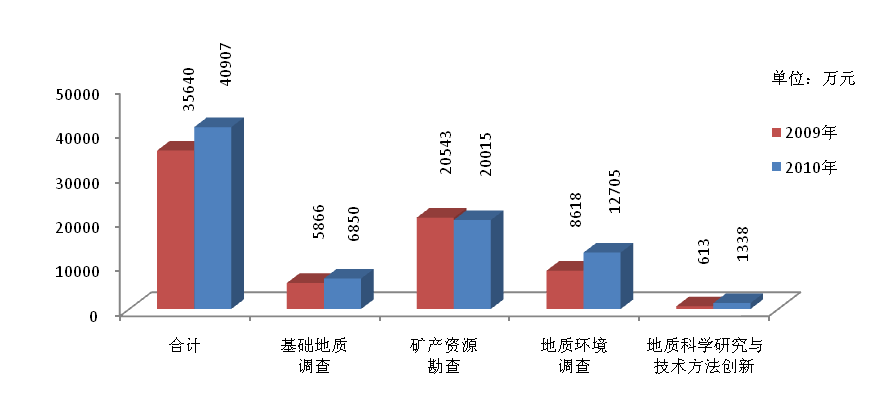 单位：万元
2009年
2010年
50000
40000
30000
20000
10000
0
35640
40907
5866
6850
20543
20015
8618
12705
613
1338
合计
基础地质
调查
矿产资源
勘查
地质环境
调查
地质科学研究与
技术方法创新